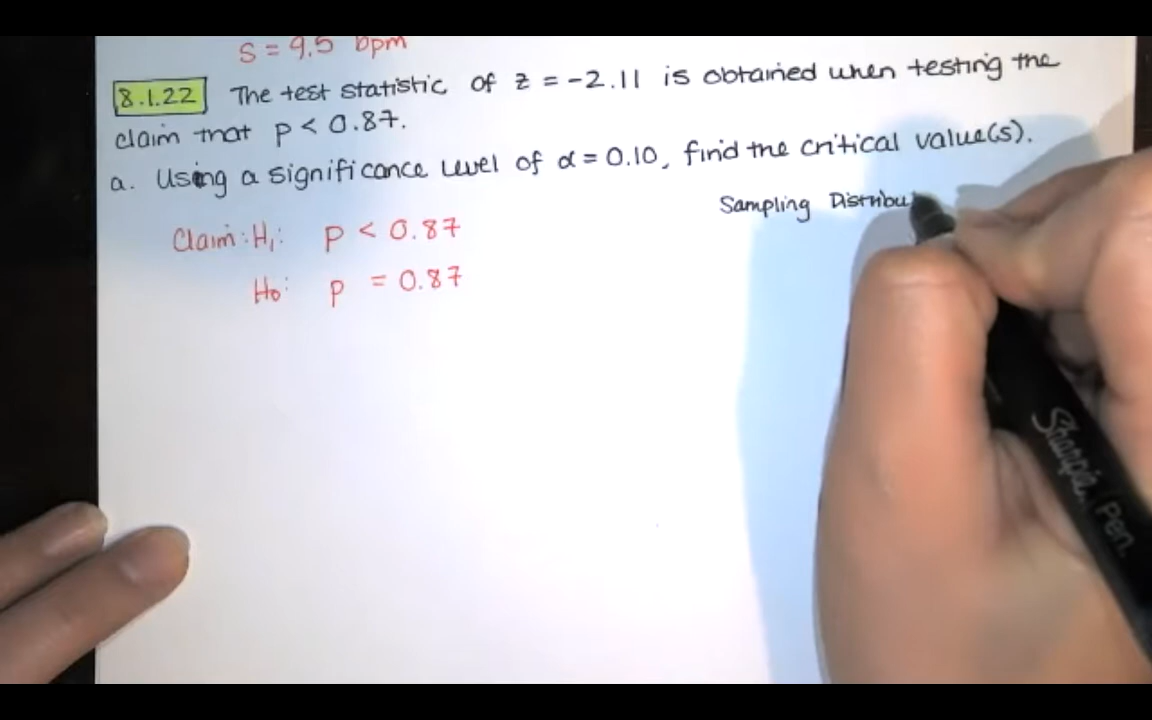 S = 9.5 bpm
8.1.22 The test statistic of z = -2.11 is obtained when testing the
claim that p < 0.87.
a. Using a significance level of α = 0.10, find the critical value(s).
Sampling Distribu
Claim: H₁: p < 0.87
H₀: p = 0.87
Sharpie Pen.